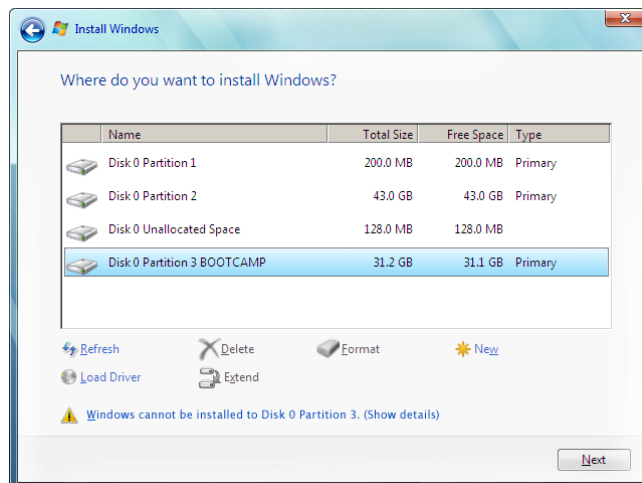 Install Windows
Where do you want to install Windows?
Name Total Size Free Space Type
Disk 0 Partition 1 200.0 MB 200.0 MB Primary
Disk 0 Partition 2 43.0 GB 43.0 GB Primary
Disk 0 Unallocated Space 128.0 MB 128.0 MB
Disk 0 Partition 3 BOOTCAMP 31.2 GB 31.1 GB Primary
Refresh Delete Format New
Load Driver Extend
Windows cannot be installed to Disk 0 Partition 3. (Show details)
Next